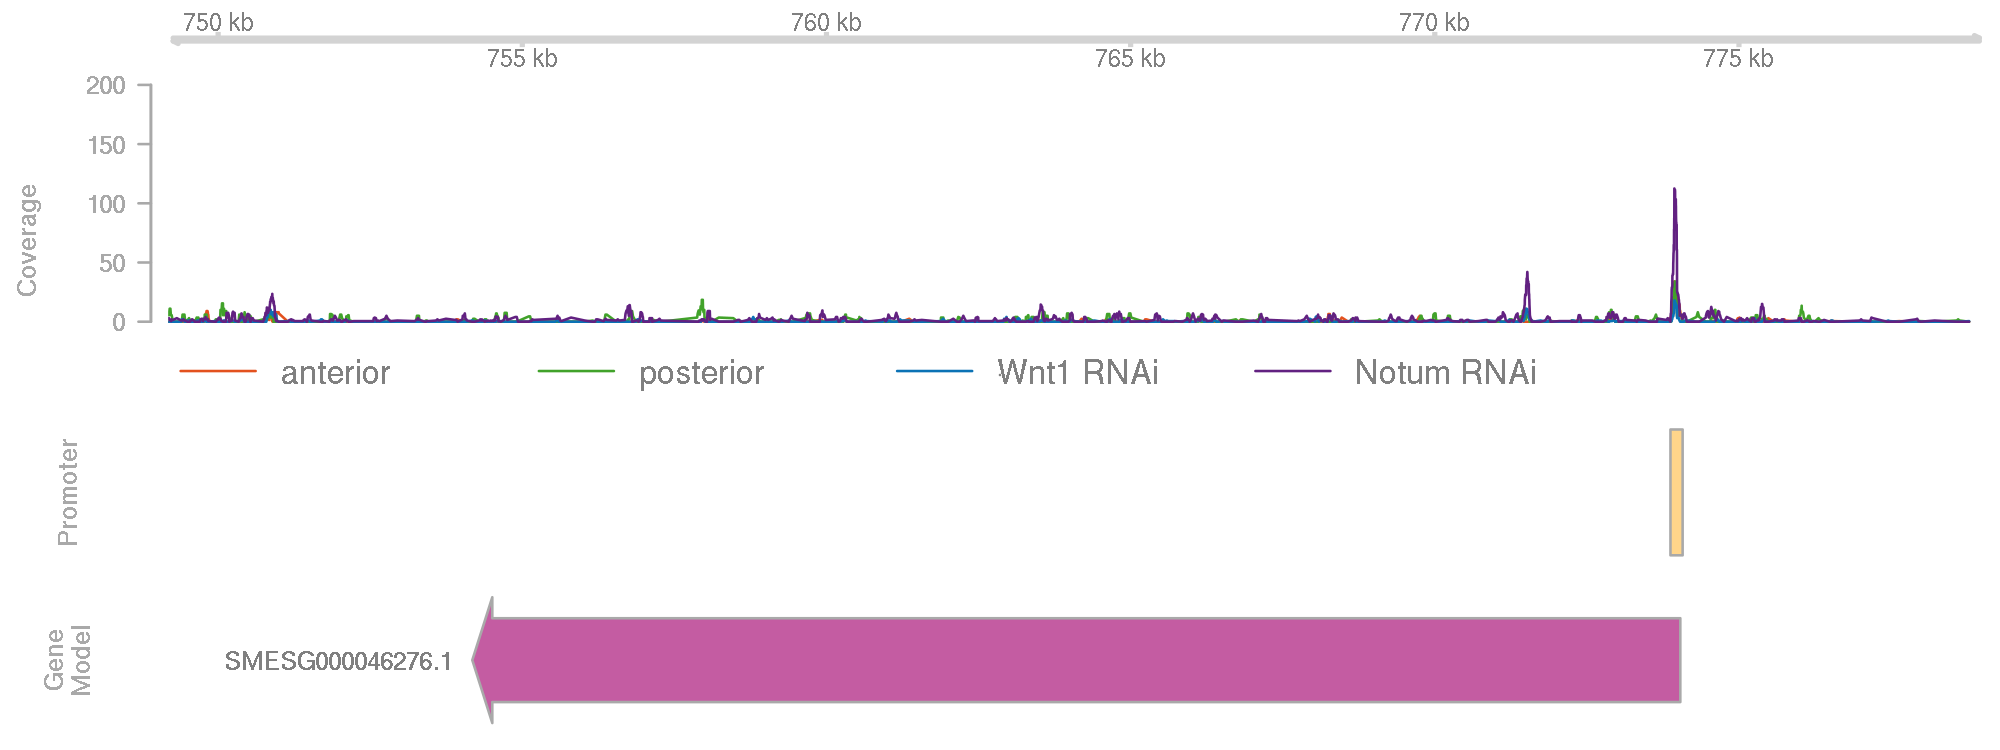 750 kb 760 kb 770 kb
755 kb 765 kb 775 kb
200
150
100
50
0
Coverage
anterior posterior Wnt1 RNAi Notum RNAi
Promoter
Gene
Model
SMESG000046276.1